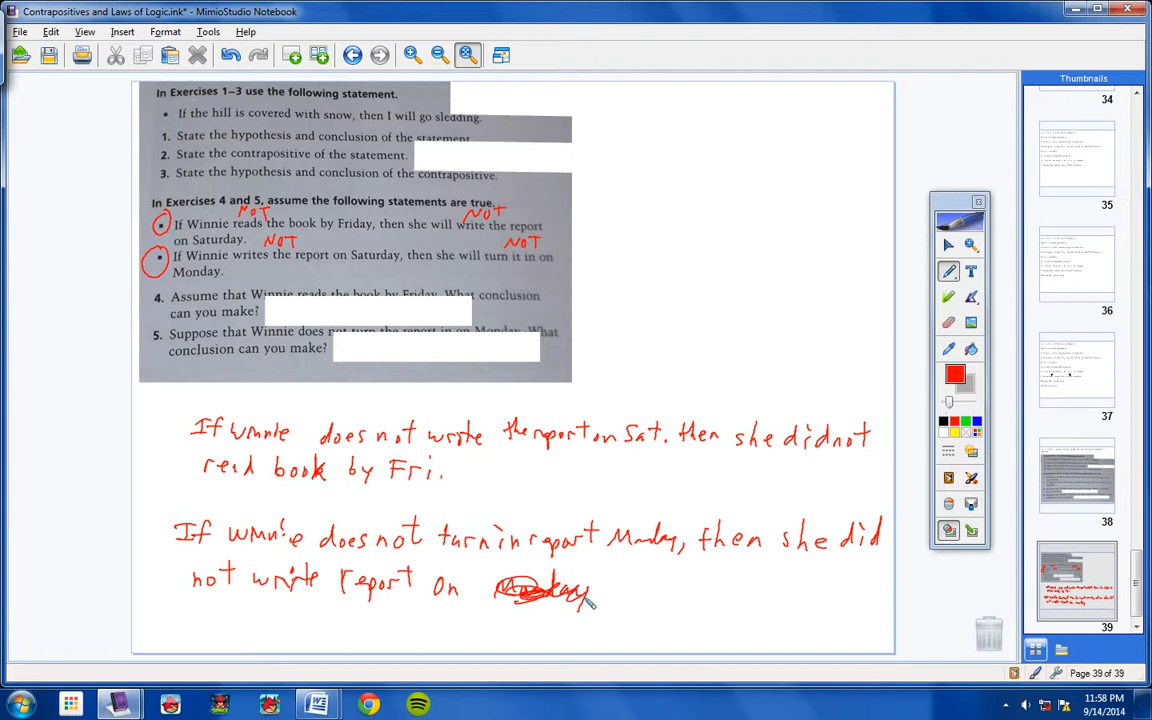 Contrapositives and Laws of Logic.ink* - MimioStudio Notebook
File Edit View Insert Format Tools Help
Thumbnails
34
35
36
37
38
39
In Exercises 1–3 use the following statement.
▪ If the hill is covered with snow, then I will go sledding.
1. State the hypothesis and conclusion of the statement
2. State the contrapositive of the statement.
3. State the hypothesis and conclusion of the contrapositive.
In Exercises 4 and 5, assume the following statements are true.
NOT NOT
▪ If Winnie reads the book by Friday, then she will write the report
on Saturday. NOT NOT
▪ If Winnie writes the report on Saturday, then she will turn it in on
Monday.
4. Assume that Winnie reads the book by Friday. What conclusion
can you make?
5. Suppose that Winnie does not turn the report in on Monday. What
conclusion can you make?
If Winnie does not write the report on Sat. then she did not
read book by Fri.
If Winnie does not turn in report Monday, then she did
not write report on
Page 39 of 39
11:58 PM
9/14/2014